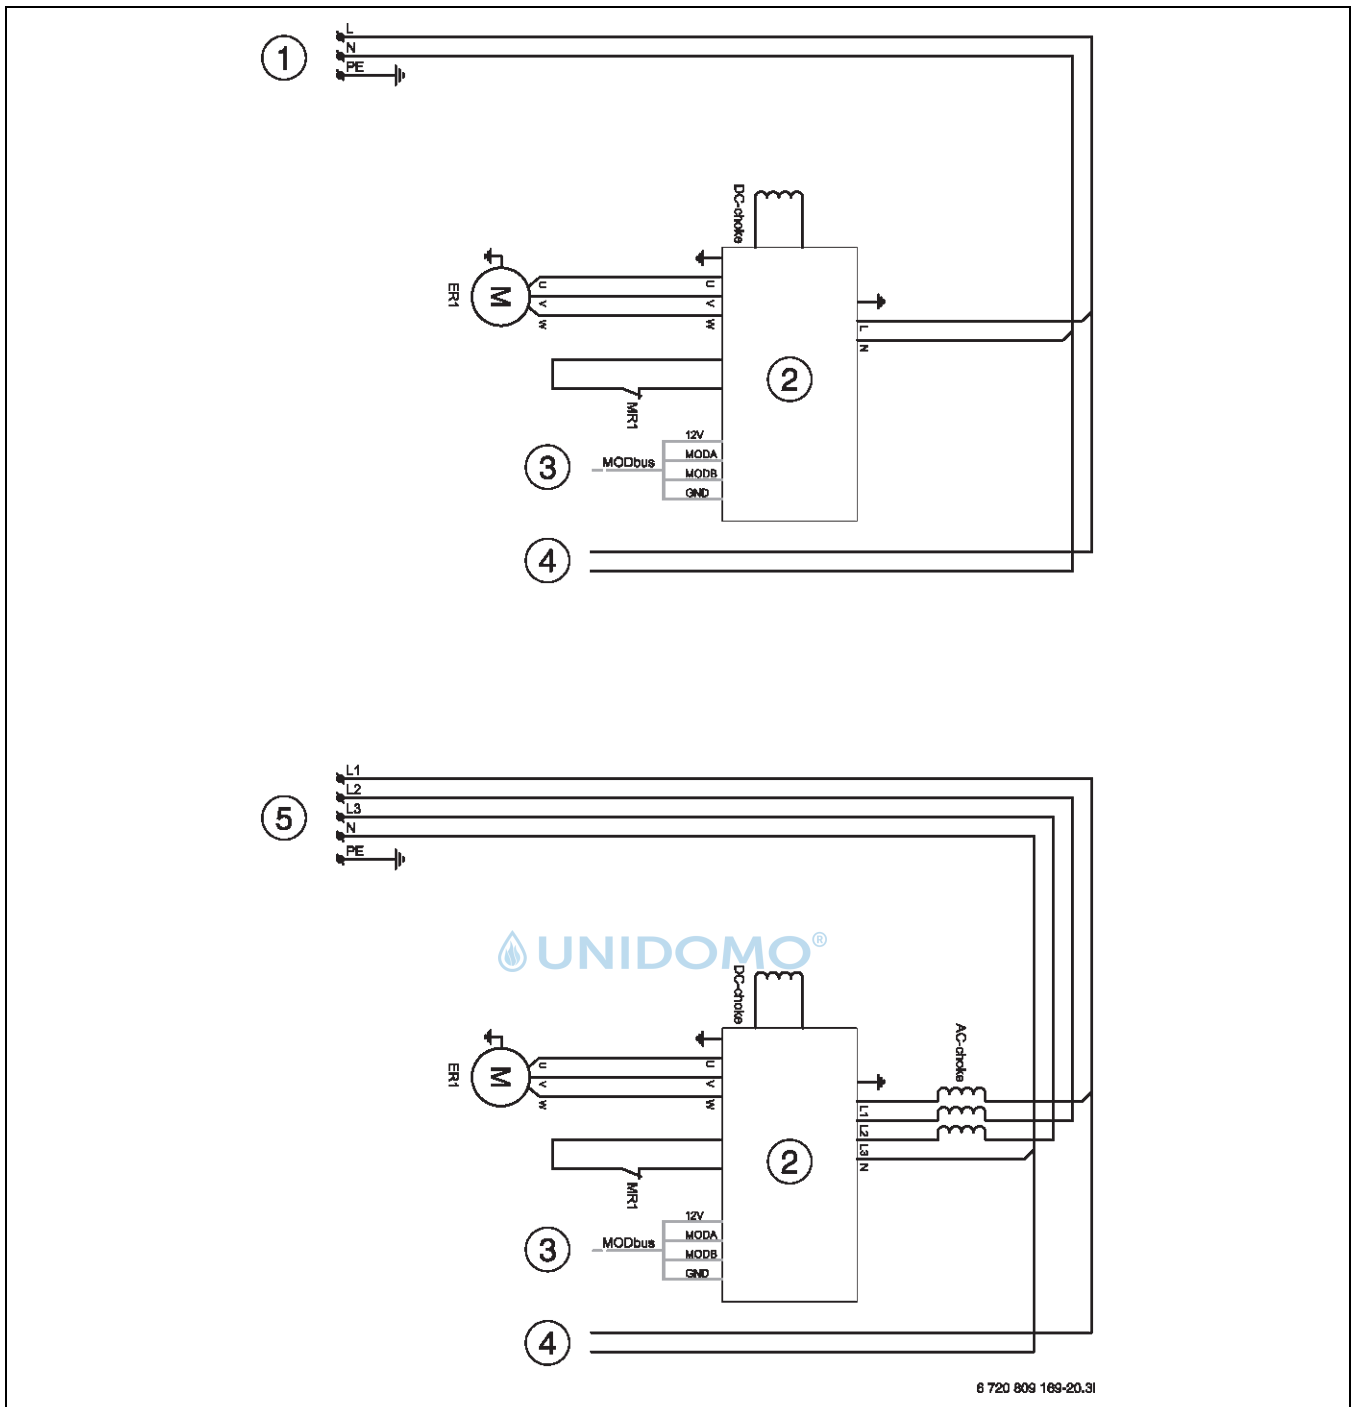 L
N
PE
1
DC-choke
U
V
W
U
V
W
M
ER1
L
N
2
MR1
12V
MODA
MODbus
MODB
GND
3
4
L1
L2
L3
N
PE
5
UNIDOMO®
DC-choke
AC-choke
U
V
W
U
V
W
M
ER1
L1
L2
L3
N
2
MR1
12V
MODA
MODbus
MODB
GND
3
4
6 720 809 169-20.3I